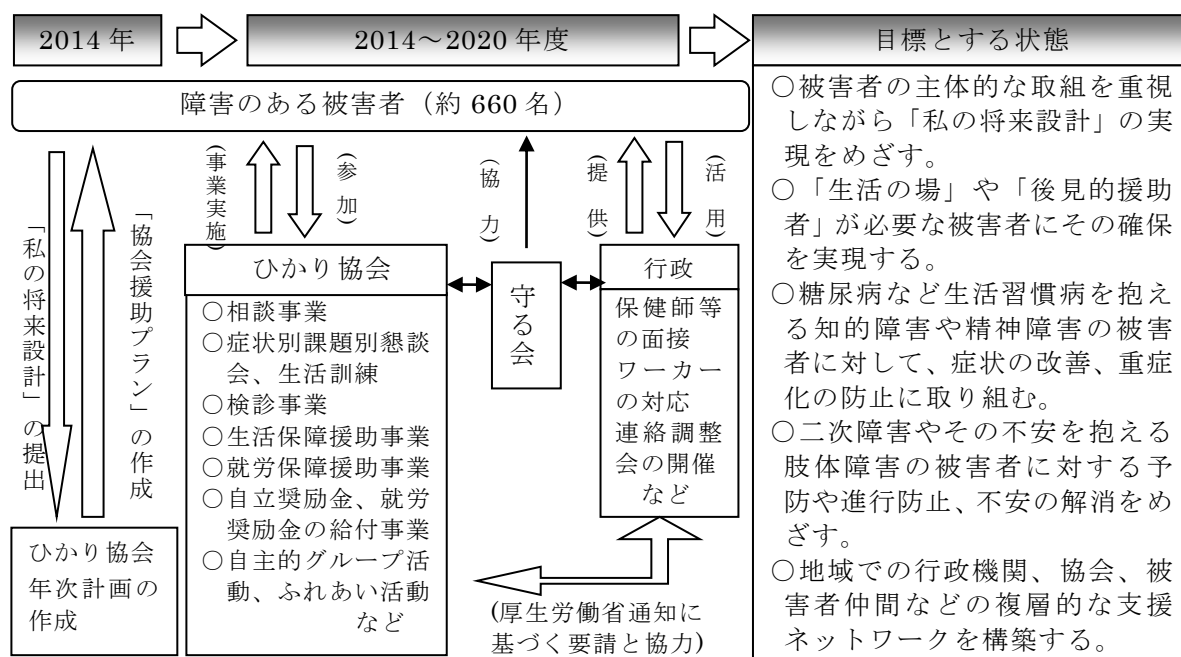 2014 年
2014～2020 年度
目標とする状態
障害のある被害者（約 660 名）
「私の将来設計」の提出
「協会援助プラン」の作成
(事業実施)
(参加)
(協力)
(提供)
(活用)
ひかり協会
年次計画の
作成
ひかり協会
○相談事業
○症状別課題別懇談
会、生活訓練
○検診事業
○生活保障援助事業
○就労保障援助事業
○自立奨励金、就労
奨励金の給付事業
○自主的グループ活
動、ふれあい活動
など
守る会
行政
保健師等
の面接
ワーカー
の対応
連絡調整
会の開催
など
(厚生労働省通知に
基づく要請と協力)
○被害者の主体的な取組を重視
しながら「私の将来設計」の実
現をめざす。
○「生活の場」や「後見的援助
者」が必要な被害者にその確保
を実現する。
○糖尿病など生活習慣病を抱え
る知的障害や精神障害の被害
者に対して、症状の改善、重症
化の防止に取り組む。
○二次障害やその不安を抱える
肢体障害の被害者に対する予
防や進行防止、不安の解消をめ
ざす。
○地域での行政機関、協会、被
害者仲間などの複層的な支援
ネットワークを構築する。